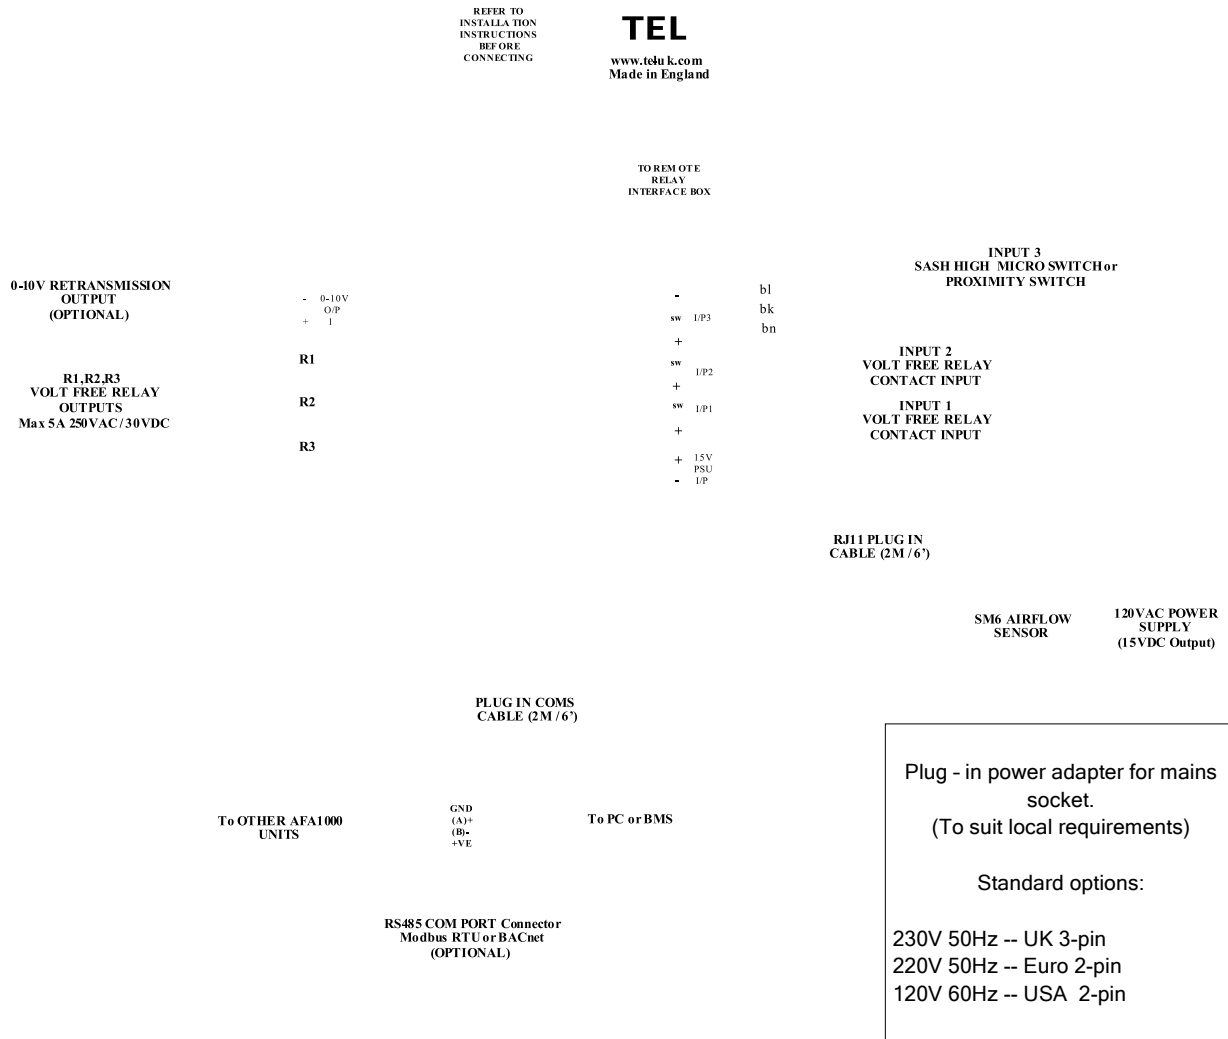 REFER TO
INSTALLATION
INSTRUCTIONS
BEFORE
CONNECTING
TEL
www.teluk.com
Made in England
TO REMOTE
RELAY
INTERFACE BOX
INPUT 3
SASH HIGH MICRO SWITCH or
PROXIMITY SWITCH
0-10V RETRANSMISSION
OUTPUT
(OPTIONAL)
- 0-10V
O/P
+ 1
-
sw I/P3
+
sw
I/P2
+
sw I/P1
+
+ 15V
PSU
- I/P
bl
bk
bn
R1
R2
R3
R1,R2,R3
VOLT FREE RELAY
OUTPUTS
Max 5A 250VAC / 30VDC
INPUT 2
VOLT FREE RELAY
CONTACT INPUT
INPUT 1
VOLT FREE RELAY
CONTACT INPUT
RJ11 PLUG IN
CABLE (2M / 6')
SM6 AIRFLOW
SENSOR
120VAC POWER
SUPPLY
(15VDC Output)
PLUG IN COMS
CABLE (2M / 6')
To OTHER AFA1000
UNITS
GND
(A)+
(B)-
+VE
To PC or BMS
RS485 COM PORT Connector
Modbus RTU or BACnet
(OPTIONAL)
Plug - in power adapter for mains
socket.
(To suit local requirements)
Standard options:
230V 50Hz -- UK 3-pin
220V 50Hz -- Euro 2-pin
120V 60Hz -- USA 2-pin